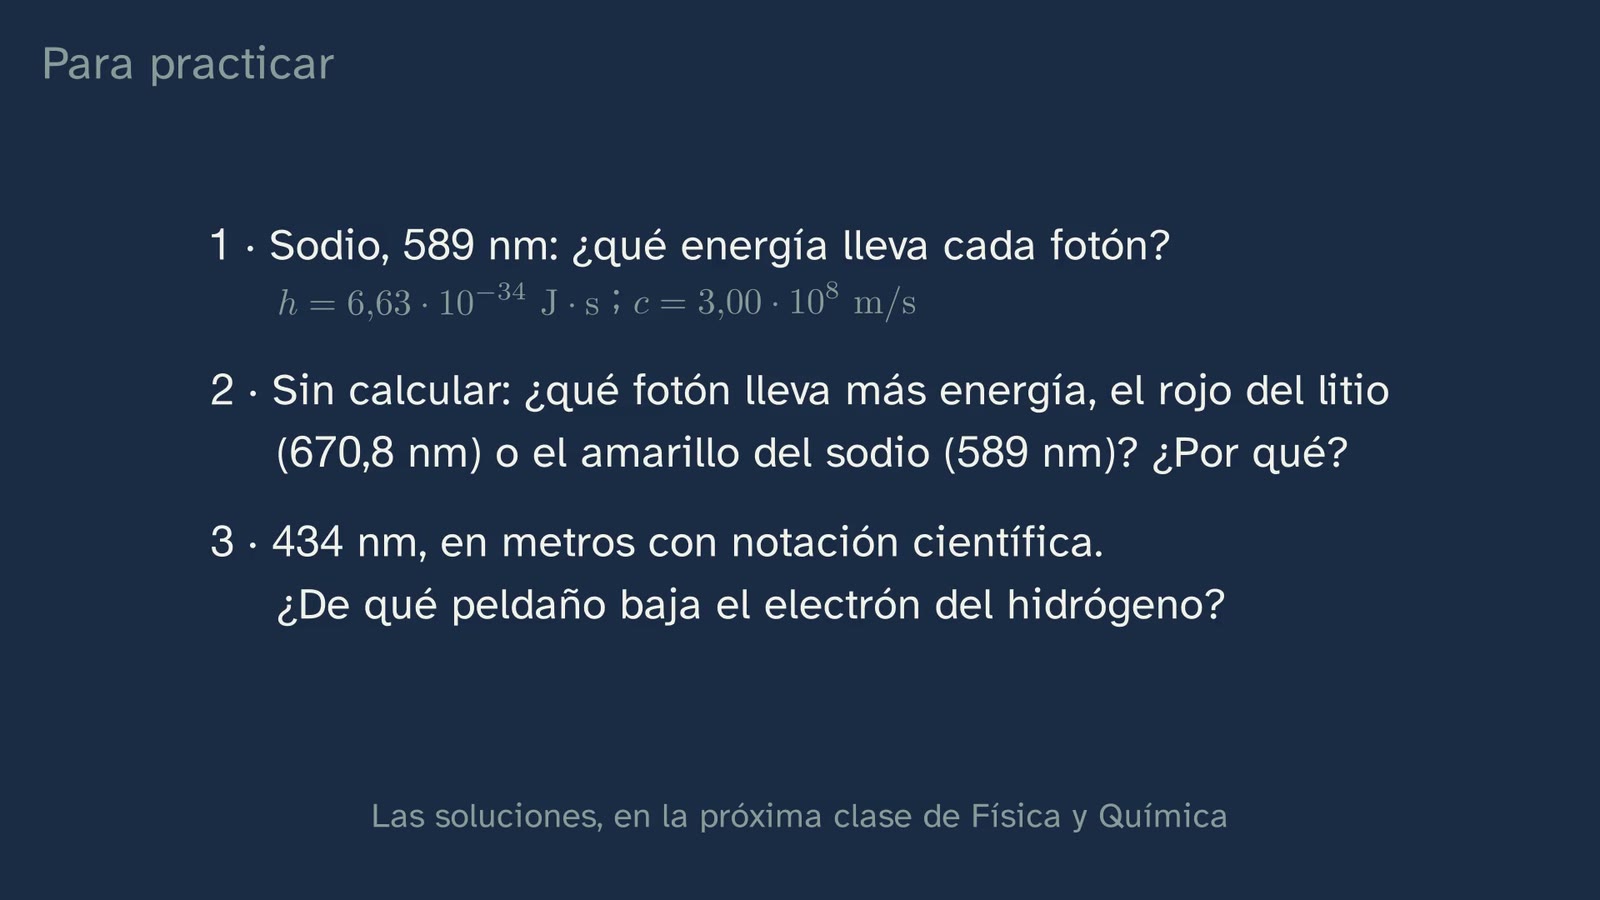 Para practicar
1 · Sodio, 589 nm: ¿qué energía lleva cada fotón?
h = 6,63 · 10⁻³⁴ J · s ; c = 3,00 · 10⁸ m/s
2 · Sin calcular: ¿qué fotón lleva más energía, el rojo del litio
(670,8 nm) o el amarillo del sodio (589 nm)? ¿Por qué?
3 · 434 nm, en metros con notación científica.
¿De qué peldaño baja el electrón del hidrógeno?
Las soluciones, en la próxima clase de Física y Química